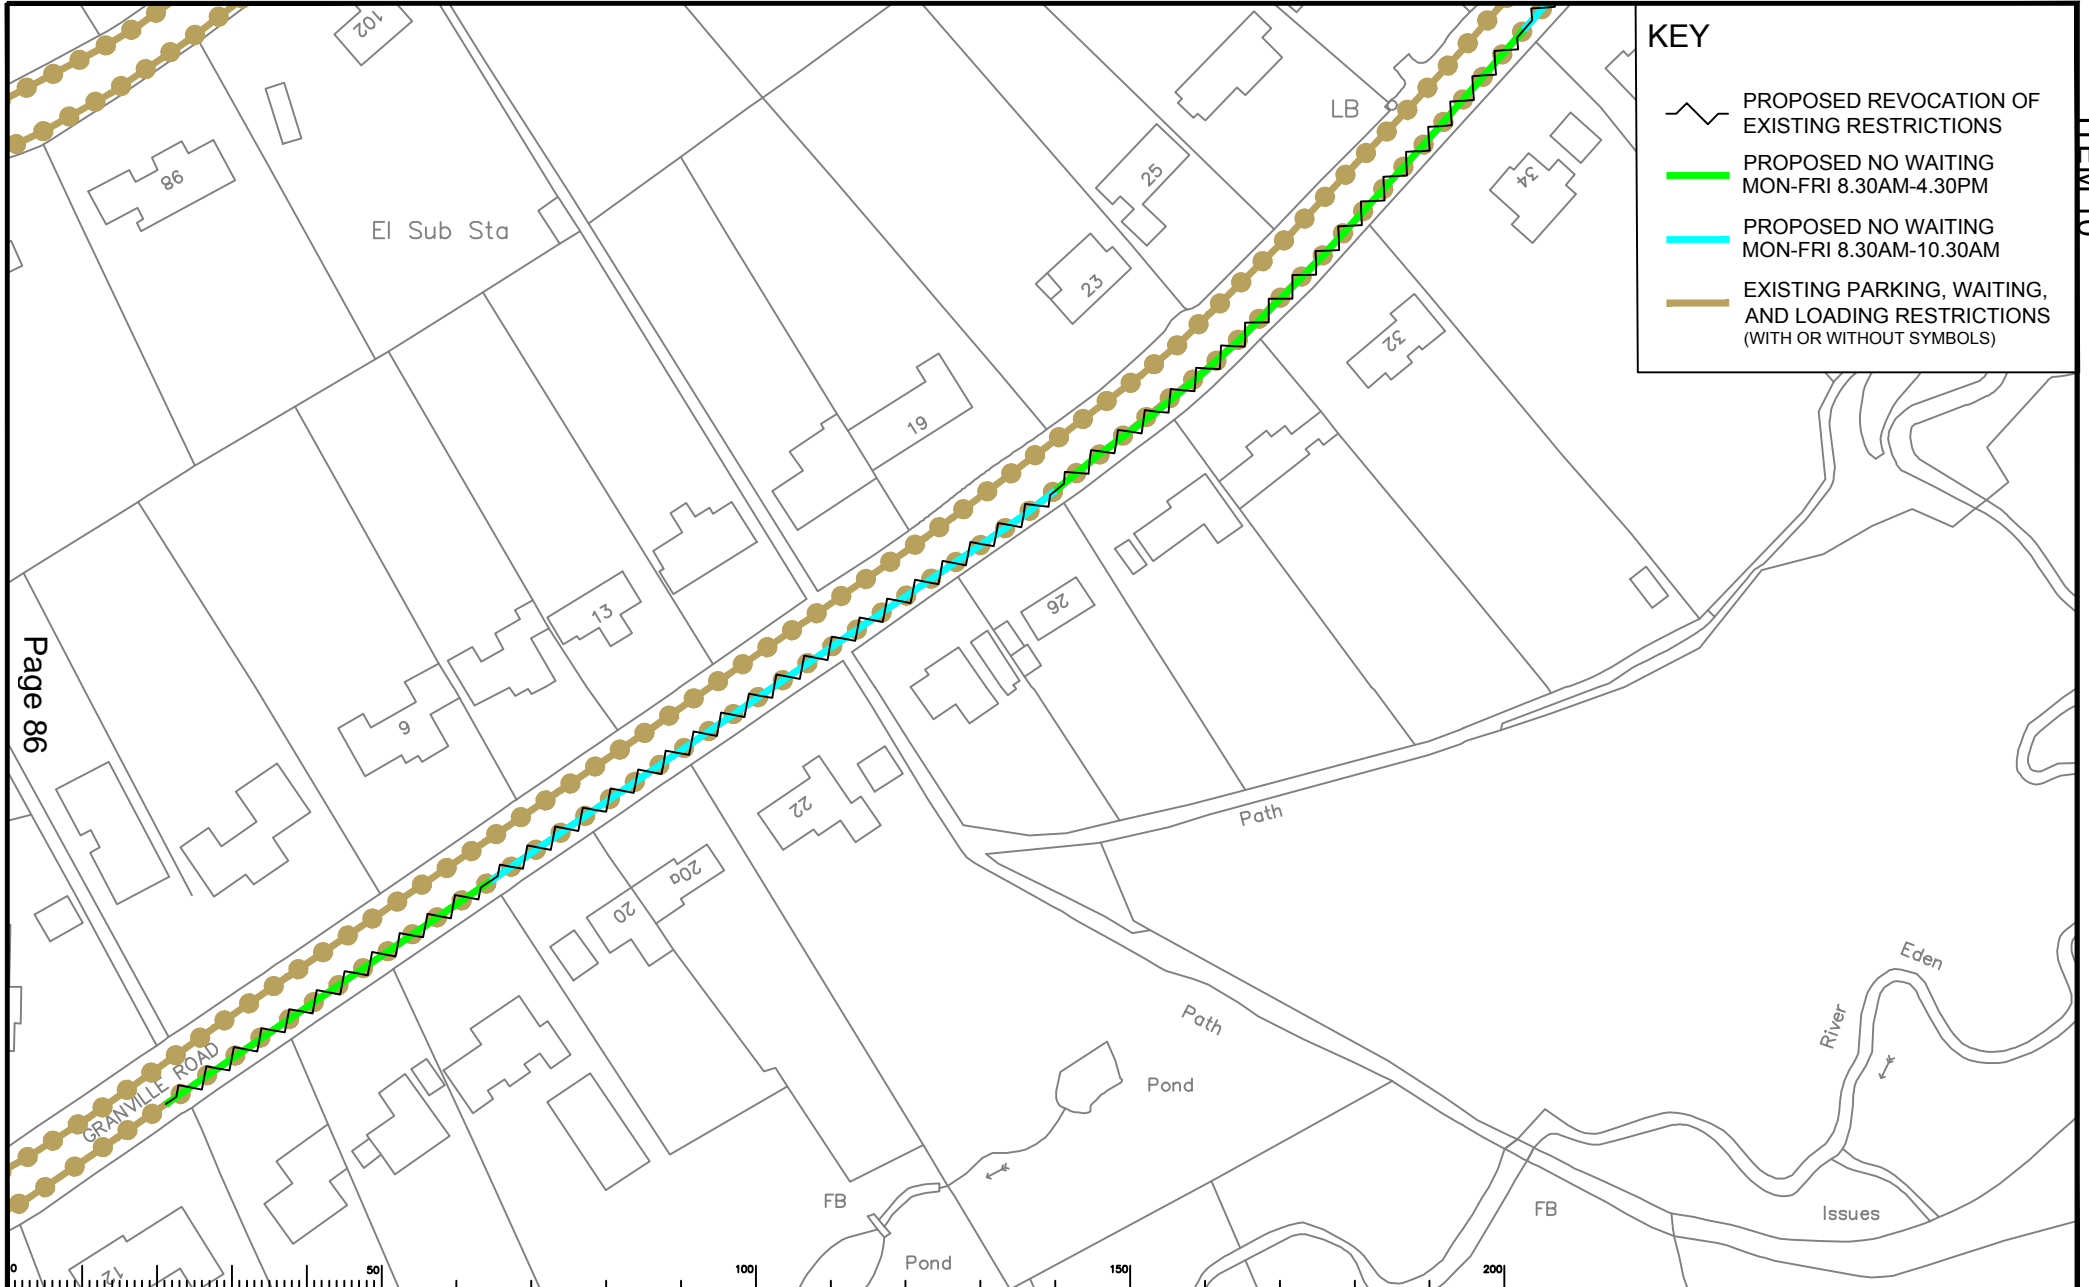 KEY
PROPOSED REVOCATION OF
EXISTING RESTRICTIONS
PROPOSED NO WAITING
MON-FRI 8.30AM-4.30PM
PROPOSED NO WAITING
MON-FRI 8.30AM-10.30AM
EXISTING PARKING, WAITING,
AND LOADING RESTRICTIONS
(WITH OR WITHOUT SYMBOLS)
102
LB
98
25
34
El Sub Sta
23
32
19
13
26
Page 86
9
22
Path
20a
20
Eden
River
Path
GRANVILLE ROAD
Pond
FB
FB
Issues
Pond
12
0
50
100
150
200